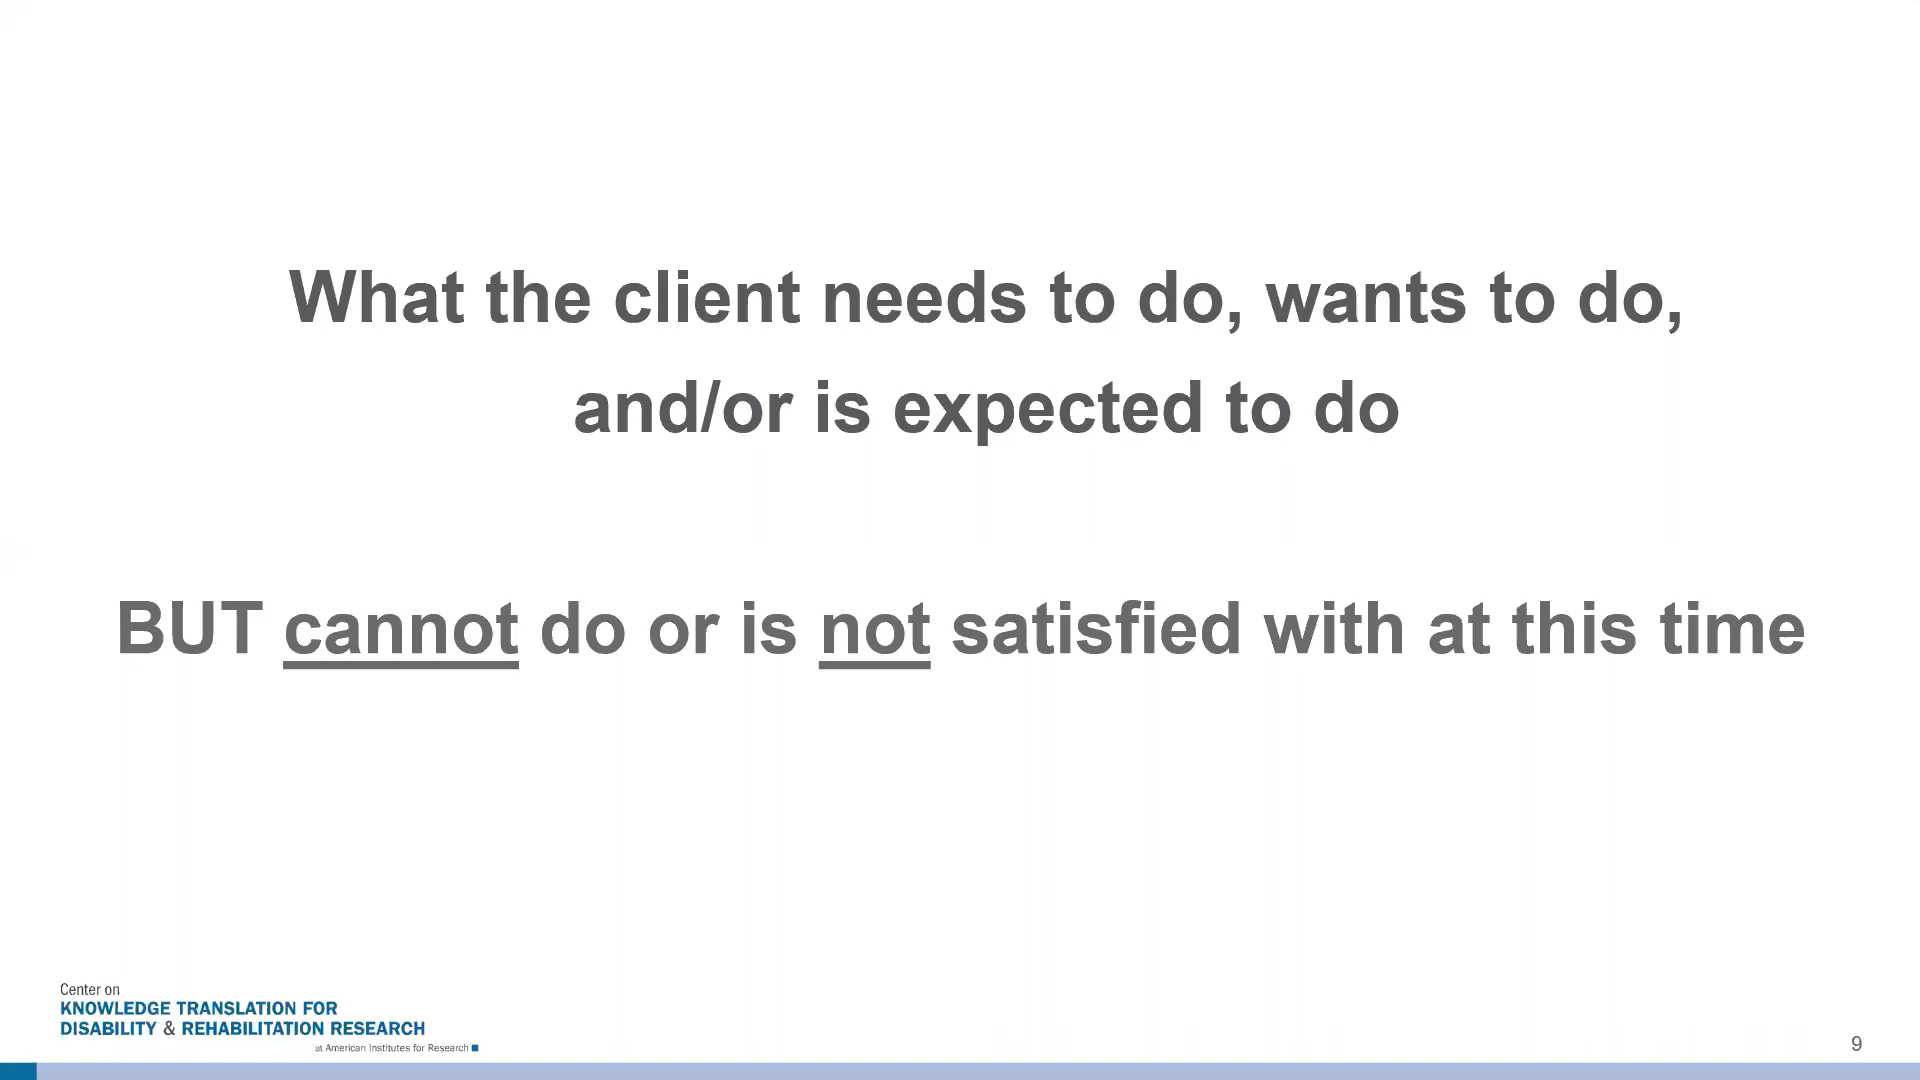 What the client needs to do, wants to do,
and/or is expected to do
BUT cannot do or is not satisfied with at this time
Center on
KNOWLEDGE TRANSLATION FOR
DISABILITY & REHABILITATION RESEARCH
at American Institutes for Research
9